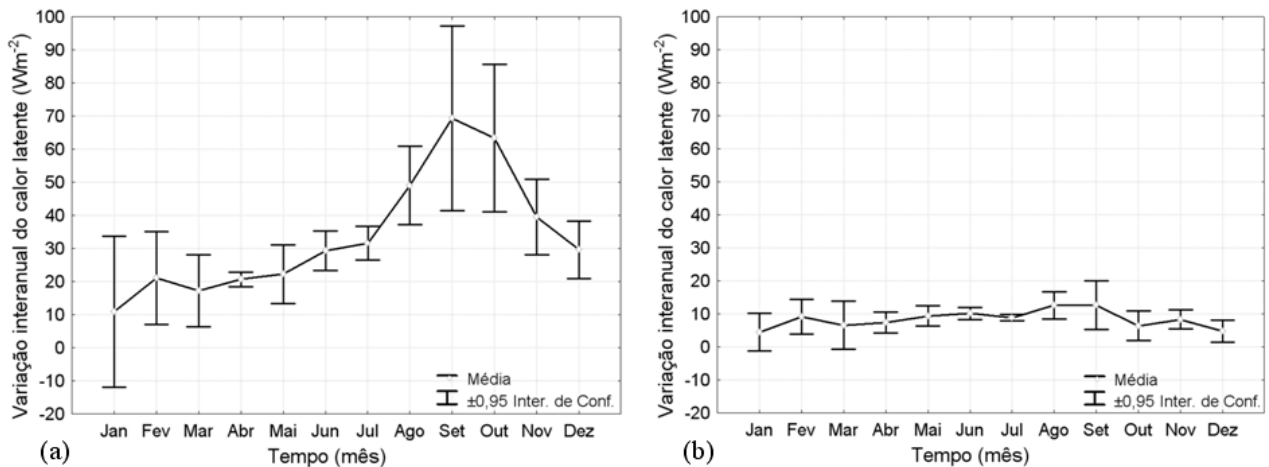 Variação interanual do calor latente (Wm⁻²)
100
90
80
70
60
50
40
30
20
10
0
-10
-20
Média
±0,95 Inter. de Conf.
Jan Fev Mar Abr Mai Jun Jul Ago Set Out Nov Dez
Tempo (mês)
(a)
Variação interanual do calor latente (Wm⁻²)
100
90
80
70
60
50
40
30
20
10
0
-10
-20
Média
±0,95 Inter. de Conf.
Jan Fev Mar Abr Mai Jun Jul Ago Set Out Nov Dez
Tempo (mês)
(b)